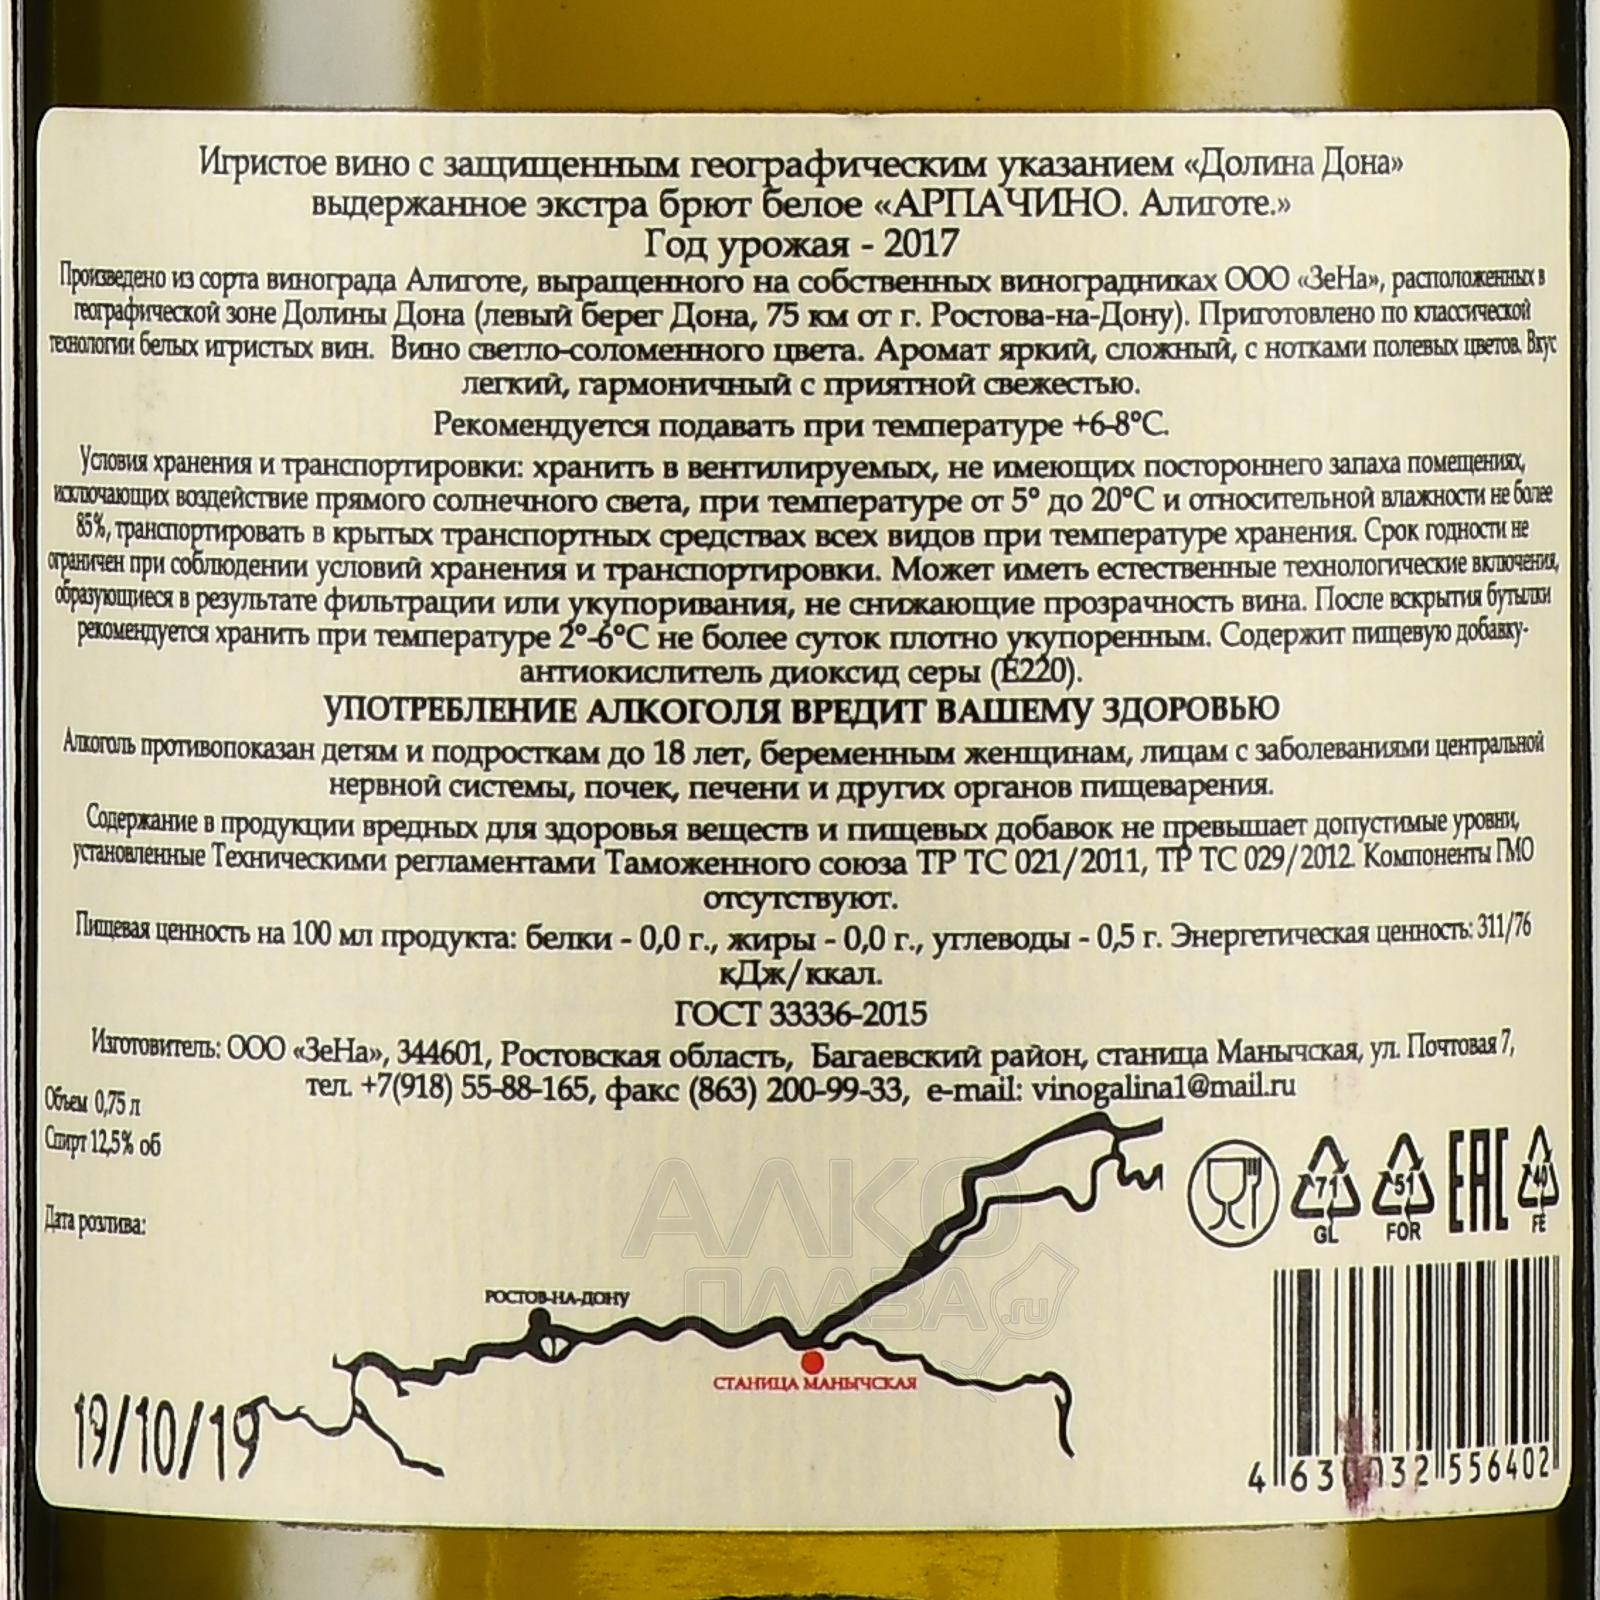 Игристое вино с защищенным географическим указанием «Долина Дона»
выдержанное экстра брют белое «АРПАЧИНО. Алиготе.»
Год урожая - 2017
Произведено из сорта винограда Алиготе, выращенного на собственных виноградниках ООО «ЗеНа», расположенных в
географической зоне Долины Дона (левый берег Дона, 75 км от г. Ростова-на-Дону). Приготовлено по классической
технологии белых игристых вин. Вино светло-соломенного цвета. Аромат яркий, сложный, с нотками полевых цветов. Вкус
легкий, гармоничный с приятной свежестью.
Рекомендуется подавать при температуре +6-8°С.
Условия хранения и транспортировки: хранить в вентилируемых, не имеющих постороннего запаха помещениях,
исключающих воздействие прямого солнечного света, при температуре от 5° до 20°С и относительной влажности не более
85%, транспортировать в крытых транспортных средствах всех видов при температуре хранения. Срок годности не
ограничен при соблюдении условий хранения и транспортировки. Может иметь естественные технологические включения,
образующиеся в результате фильтрации или укупоривания, не снижающие прозрачность вина. После вскрытия бутылки
рекомендуется хранить при температуре 2°-6°С не более суток плотно укупоренным. Содержит пищевую добавку-
антиокислитель диоксид серы (Е220).
УПОТРЕБЛЕНИЕ АЛКОГОЛЯ ВРЕДИТ ВАШЕМУ ЗДОРОВЬЮ
Алкоголь противопоказан детям и подросткам до 18 лет, беременным женщинам, лицам с заболеваниями центральной
нервной системы, почек, печени и других органов пищеварения.
Содержание в продукции вредных для здоровья веществ и пищевых добавок не превышает допустимые уровни,
установленные Техническими регламентами Таможенного союза ТР ТС 021/2011, ТР ТС 029/2012. Компоненты ГМО
отсутствуют.
Пищевая ценность на 100 мл продукта: белки - 0,0 г., жиры - 0,0 г., углеводы - 0,5 г. Энергетическая ценность: 311/76
кДж/ккал.
ГОСТ 33336-2015
Изготовитель: ООО «ЗеНа», 344601, Ростовская область, Багаевский район, станица Манычская, ул. Почтовая 7,
тел. +7(918) 55-88-165, факс (863) 200-99-33, e-mail: vinogalina1@mail.ru
Объем 0,75 л
Спирт 12,5% об
Дата розлива:
19/10/19
РОСТОВ-НА-ДОНУ
СТАНИЦА МАНЫЧСКАЯ
АЛКО
ПЛАЗА .ru
71
GL
51
FOR
EAC
40
FE
4 630032 556402